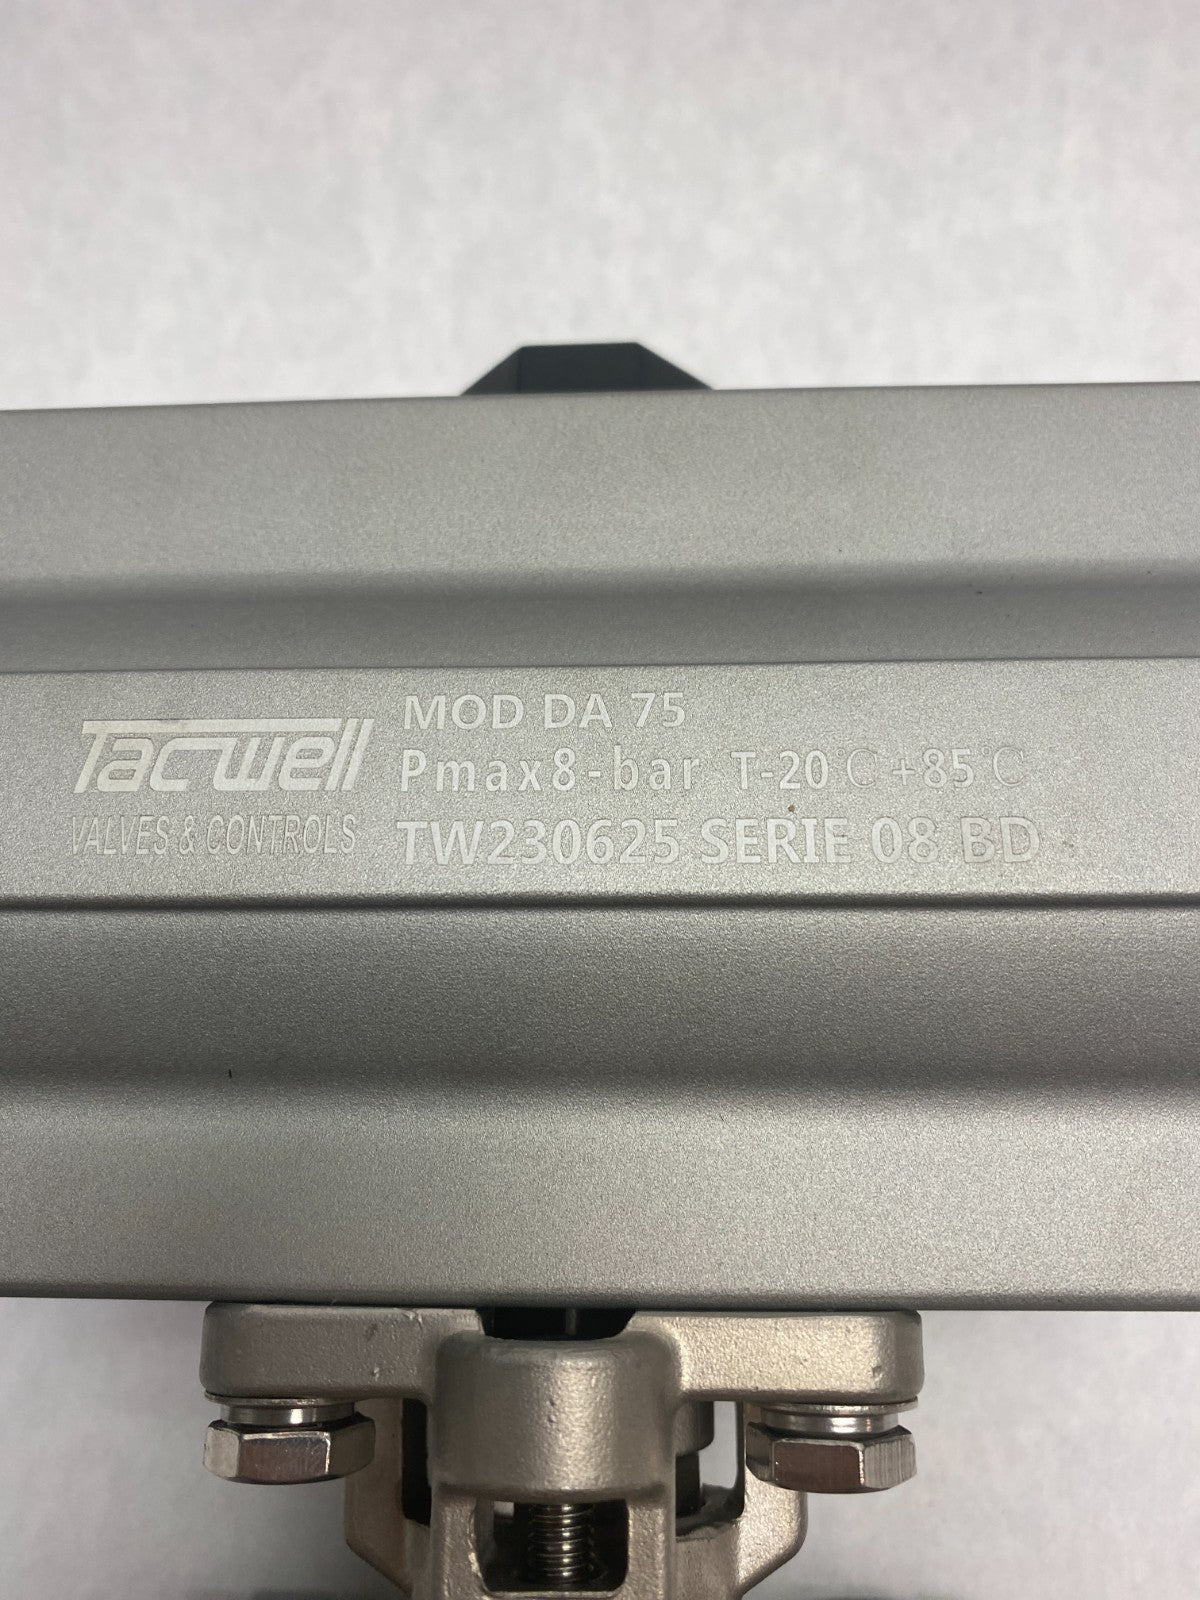 Tacwell
VALVES & CONTROLS
MOD DA 75
Pmax8-bar T-20 C +85 C
TW230625 SERIE 08 BD